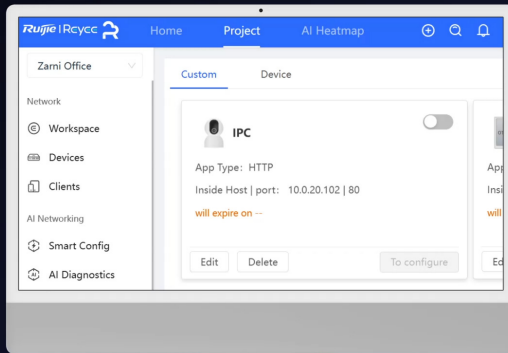 Ruijie | Rcycc
Home
Project
AI Heatmap
Zarni Office
Custom
Device
Network
Workspace
Devices
Clients
AI Networking
Smart Config
AI Diagnostics
IPC
App Type: HTTP
Inside Host | port: 10.0.20.102 | 80
will expire on --
Edit
Delete
To configure
will